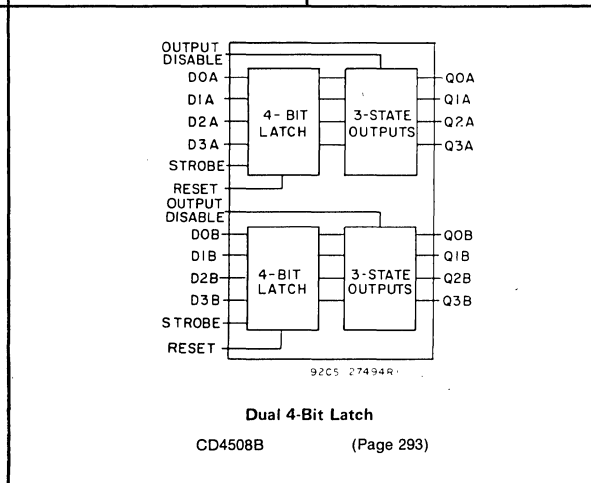 OUTPUT
DISABLE
D0A
D1A
D2A
D3A
STROBE
RESET
4-BIT
LATCH
3-STATE
OUTPUTS
Q0A
Q1A
Q2A
Q3A
OUTPUT
DISABLE
D0B
D1B
D2B
D3B
STROBE
RESET
4-BIT
LATCH
3-STATE
OUTPUTS
Q0B
Q1B
Q2B
Q3B
92CS 27494R1
Dual 4-Bit Latch
CD4508B (Page 293)